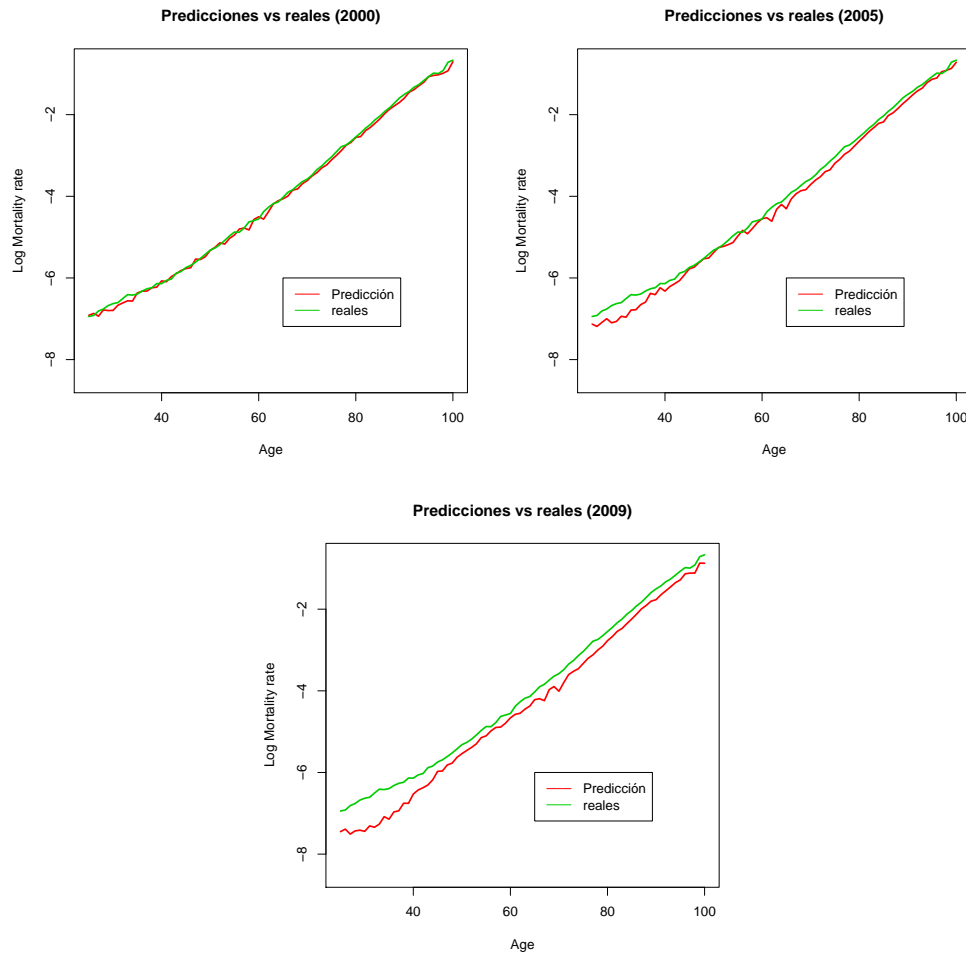 Predicciones vs reales (2000)
Log Mortality rate
-2
-4
-6
-8
40
60
80
100
Age
Predicción
reales
Predicciones vs reales (2005)
Log Mortality rate
-2
-4
-6
-8
40
60
80
100
Age
Predicción
reales
Predicciones vs reales (2009)
Log Mortality rate
-2
-4
-6
-8
40
60
80
100
Age
Predicción
reales